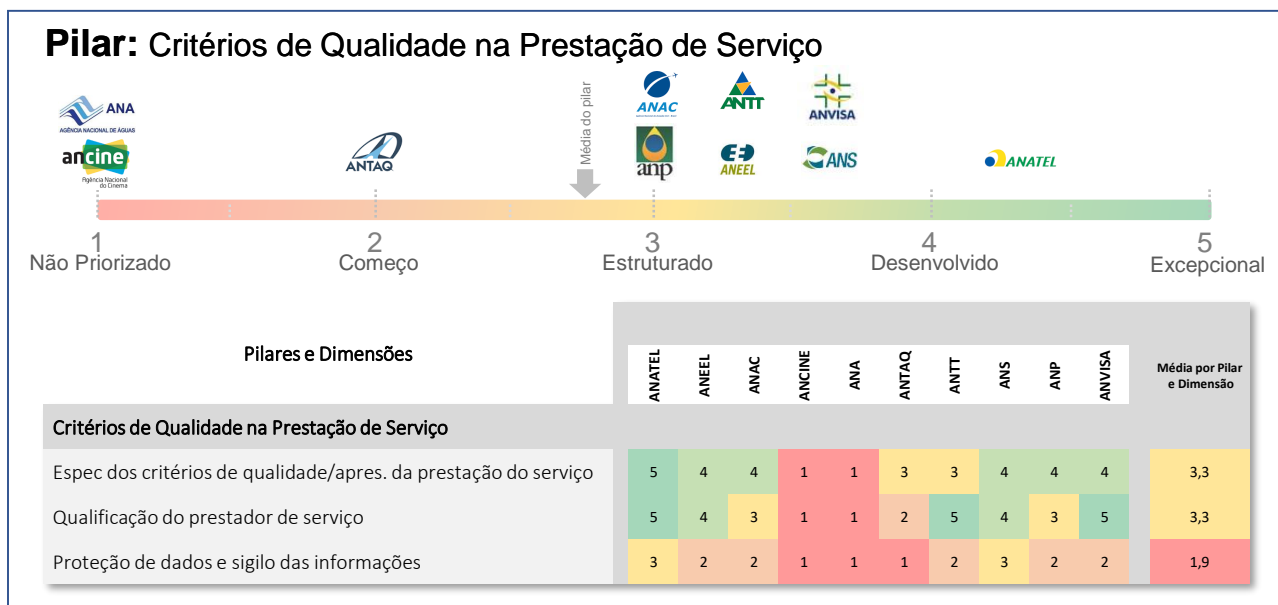 Pilar: Critérios de Qualidade na Prestação de Serviço
ANA
AGÊNCIA NACIONAL DE ÁGUAS
ancine
Agência Nacional
do Cinema
ANTAQ
Média do pilar
ANAC
anp
ANTT
ANEEL
ANVISA
ANS
ANATEL
1 2 3 4 5
Não Priorizado Começo Estruturado Desenvolvido Excepcional
Pilares e Dimensões ANATEL ANEEL ANAC ANCINE ANA ANTAQ ANTT ANS ANP ANVISA Média por Pilar
e Dimensão
Critérios de Qualidade na Prestação de Serviço
Espec dos critérios de qualidade/apres. da prestação do serviço 5 4 4 1 1 3 3 4 4 4 3,3
Qualificação do prestador de serviço 5 4 3 1 1 2 5 4 3 5 3,3
Proteção de dados e sigilo das informações 3 2 2 1 1 1 2 3 2 2 1,9